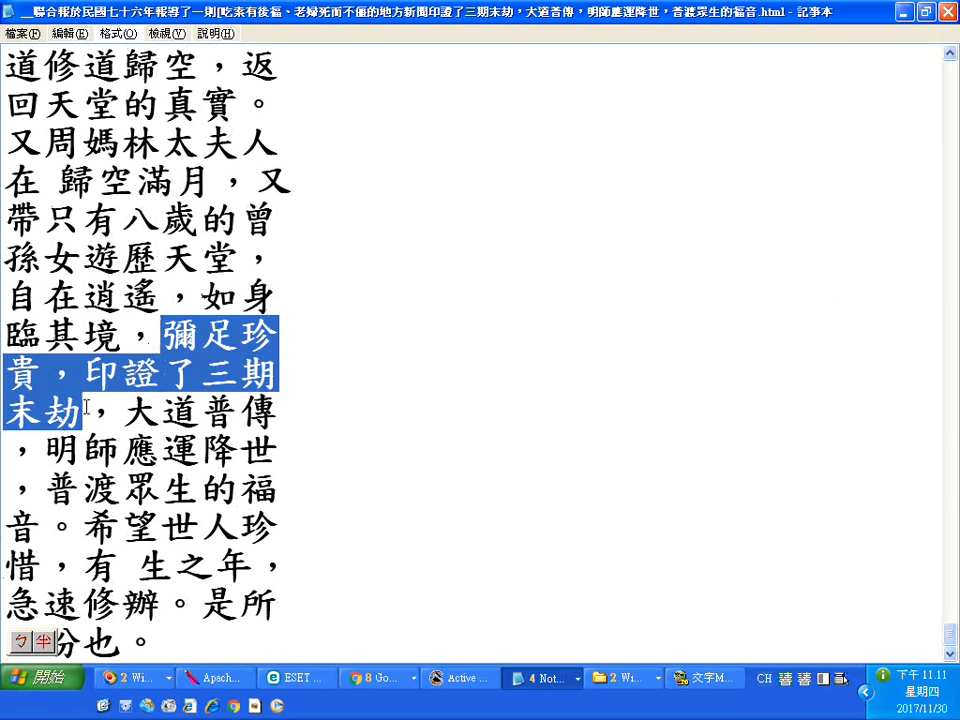 __聯合報於民國七十六年報導了一則[吃素有後福、老婦死而不僵的地方新聞印證了三期末劫，大道普傳，明師應運降世，普渡眾生的福音.html - 記事本
檔案(F) 編輯(E) 格式(O) 檢視(V) 說明(H)
道修道歸空，返
回天堂的真實。
又周媽林太夫人
在 歸空滿月，又
帶只有八歲的曾
孫女遊歷天堂，
自在逍遙，如身
臨其境，彌足珍
貴，印證了三期
末劫，大道普傳
，明師應運降世
，普渡眾生的福
音。希望世人珍
惜，有 生之年，
急速修辦。是所
分也。
ㄅ 半
開始 2 Wi... Apach... ESET ... 8 Go... Active ... 4 Not... 2 Wi... 文字M... CH
下午 11.11
星期四
2017/11/30